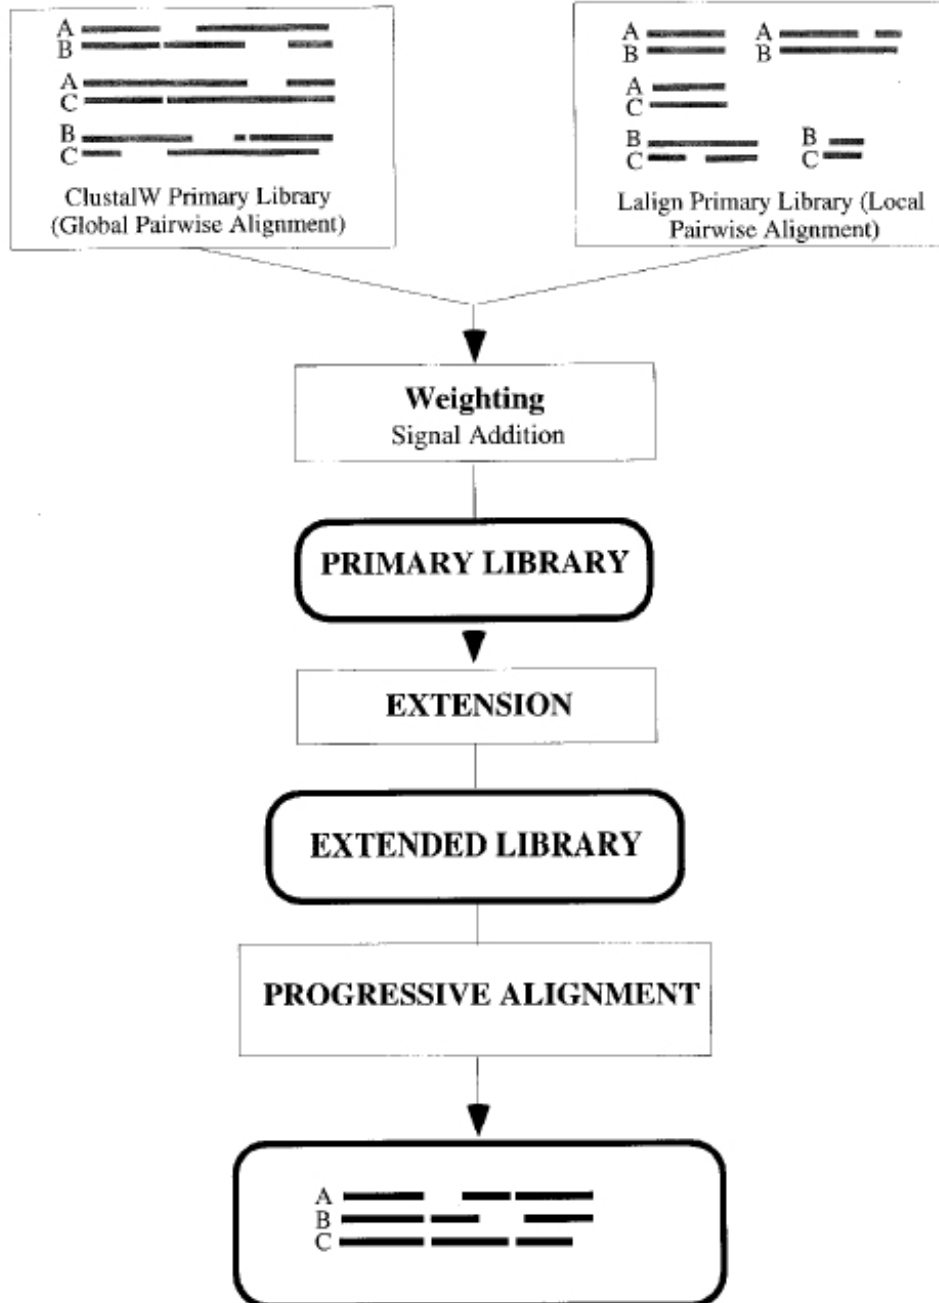 A
B
A
C
B
C
ClustalW Primary Library
(Global Pairwise Alignment)
A
B
A
B
A
C
B
C
B
C
Lalign Primary Library (Local
Pairwise Alignment)
Weighting
Signal Addition
PRIMARY LIBRARY
EXTENSION
EXTENDED LIBRARY
PROGRESSIVE ALIGNMENT
A
B
C